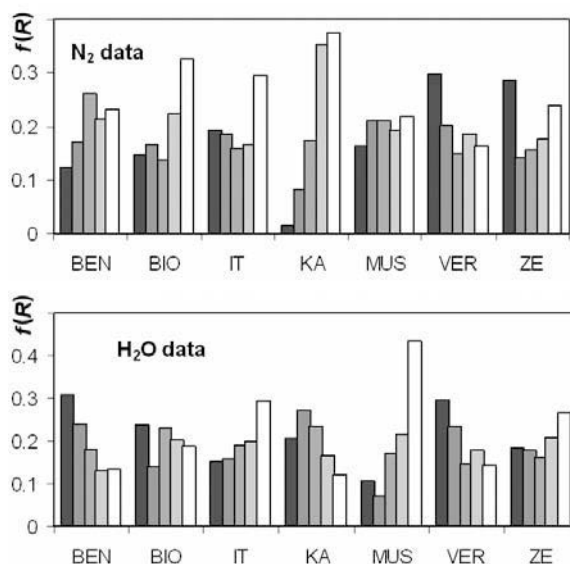 f(R)
N₂ data
0.3
0.2
0.1
0
BEN BIO IT KA MUS VER ZE
f(R)
H₂O data
0.4
0.3
0.2
0.1
0
BEN BIO IT KA MUS VER ZE